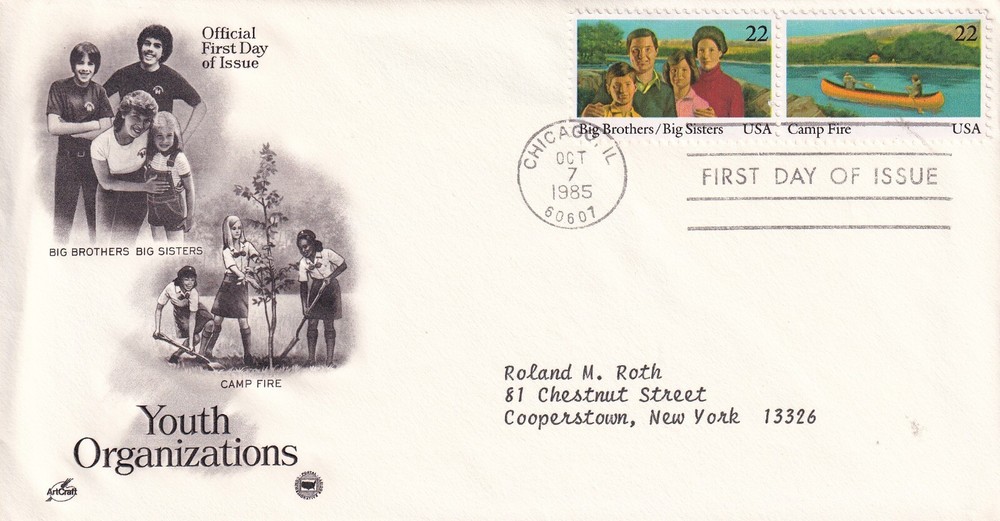 Official
First Day
of Issue
BIG BROTHERS BIG SISTERS
CAMP FIRE
Youth
Organizations
ArtCraft
22
Big Brothers/Big Sisters USA
22
Camp Fire USA
CHICAGO, IL
OCT
7
1985
60607
FIRST DAY OF ISSUE
Roland M. Roth
81 Chestnut Street
Cooperstown, New York 13326